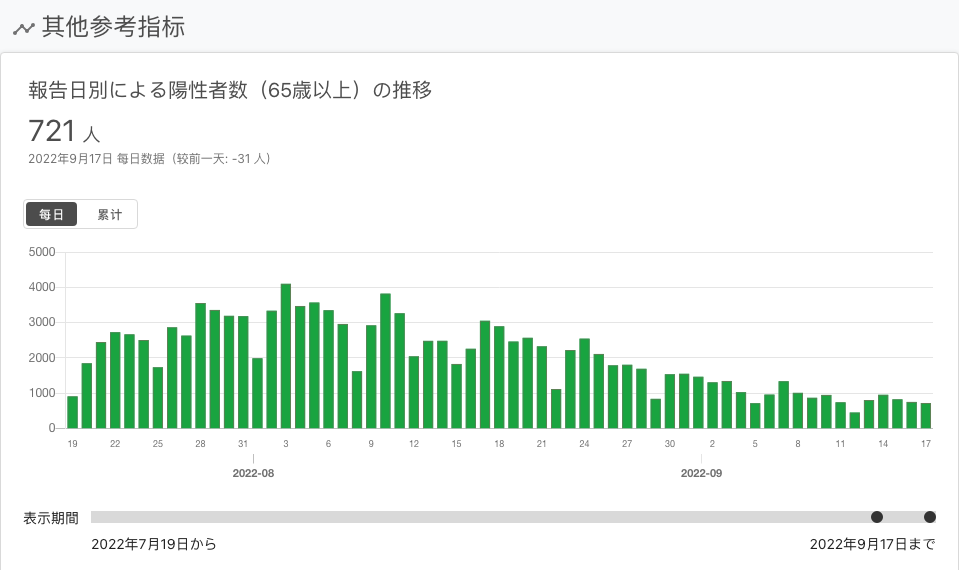 其他参考指标
報告日別による陽性者数（65歳以上）の推移
721 人
2022年9月17日 每日数据（较前一天: -31 人）
每日 累计
5000
4000
3000
2000
1000
0
19 22 25 28 31 3 6 9 12 15 18 21 24 27 30 2 5 8 11 14 17
2022-08 2022-09
表示期間
2022年7月19日から 2022年9月17日まで